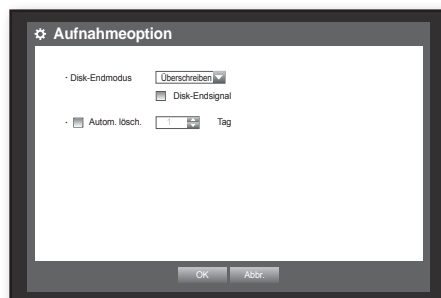 Aufnahmeoption
· Disk-Endmodus Überschreiben
Disk-Endsignal
· Autom. lösch. 1 Tag
OK Abbr.